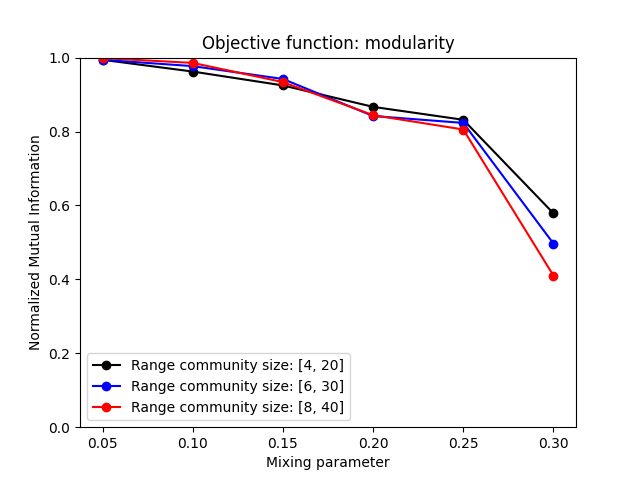 Objective function: modularity
Normalized Mutual Information
1.0
0.8
0.6
0.4
0.2
0.0
Range community size: [4, 20]
Range community size: [6, 30]
Range community size: [8, 40]
0.05 0.10 0.15 0.20 0.25 0.30
Mixing parameter